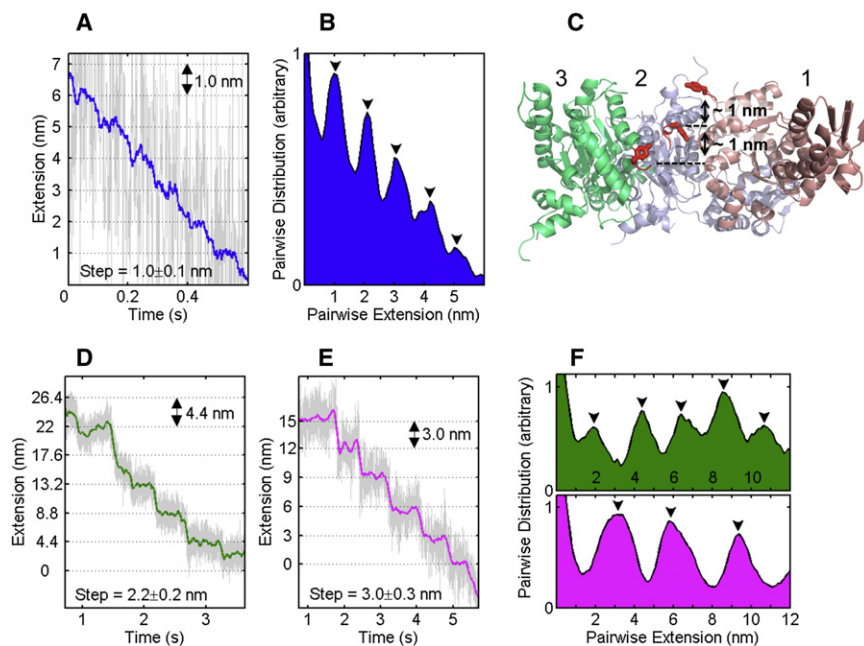 A
Extension (nm)
7
6
5
4
3
2
1
1.0 nm
Step = 1.0±0.1 nm
0
0.2
0.4
Time (s)
B
Pairwise Distribution (arbitrary)
1
0
1
2
3
4
5
Pairwise Extension (nm)
C
3
2
1
~ 1 nm
~ 1 nm
D
Extension (nm)
26.4
22
17.6
13.2
8.8
4.4
0
4.4 nm
Step = 2.2±0.2 nm
1
2
3
Time (s)
E
Extension (nm)
15
12
9
6
3
0
3.0 nm
Step = 3.0±0.3 nm
1
2
3
4
5
Time (s)
F
Pairwise Distribution (arbitrary)
1
0
2
4
6
8
10
1
0
2
4
6
8
10
12
Pairwise Extension (nm)